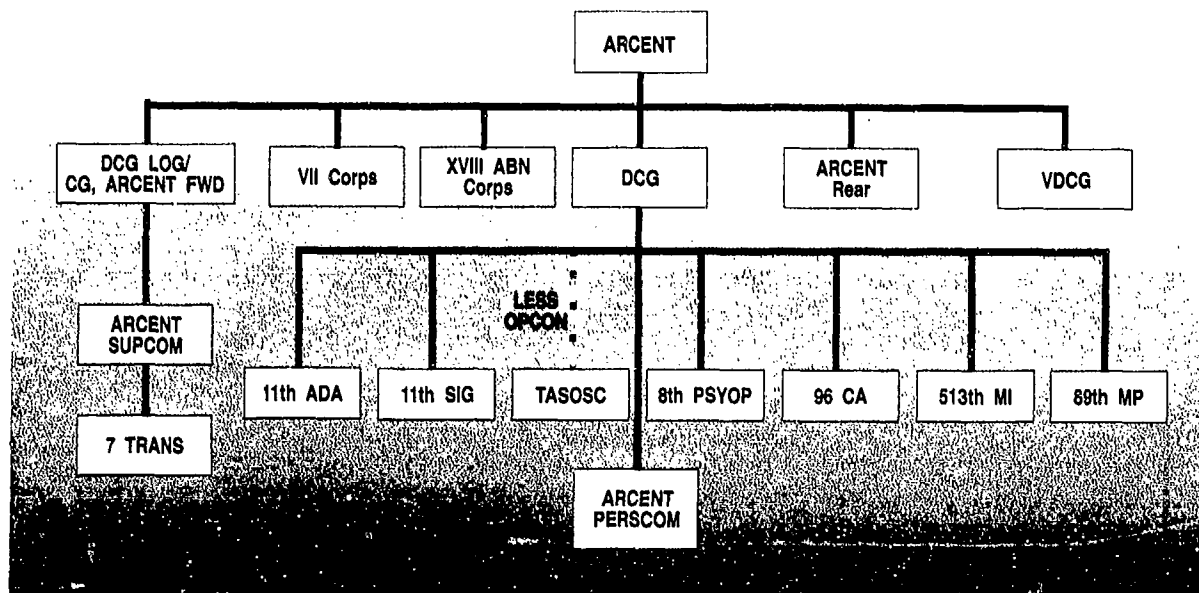 ARCENT
DCG LOG/
CG, ARCENT FWD
VII Corps
XVIII ABN
Corps
DCG
ARCENT
Rear
VDCG
LESS
OPCON
ARCENT
SUPCOM
11th ADA
11th SIG
TASOSC
8th PSYOP
96 CA
513th MI
89th MP
7 TRANS
ARCENT
PERSCOM